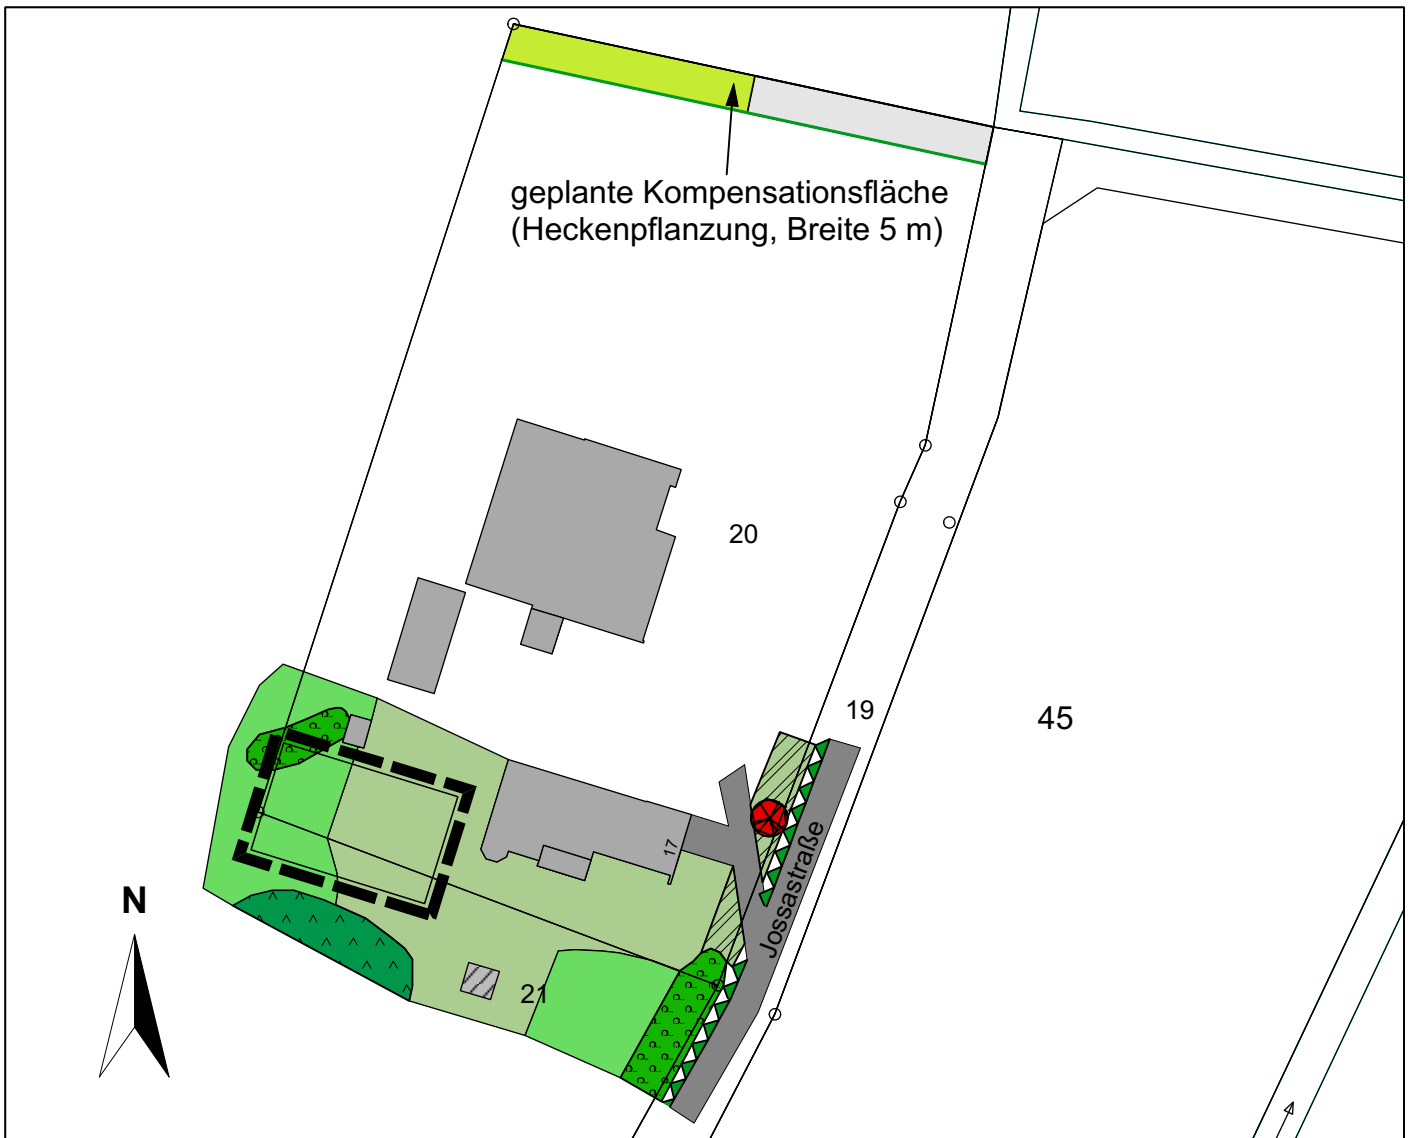 geplante Kompensationsfläche
(Heckenpflanzung, Breite 5 m)
20
19
45
17
Jossastraße
N
21